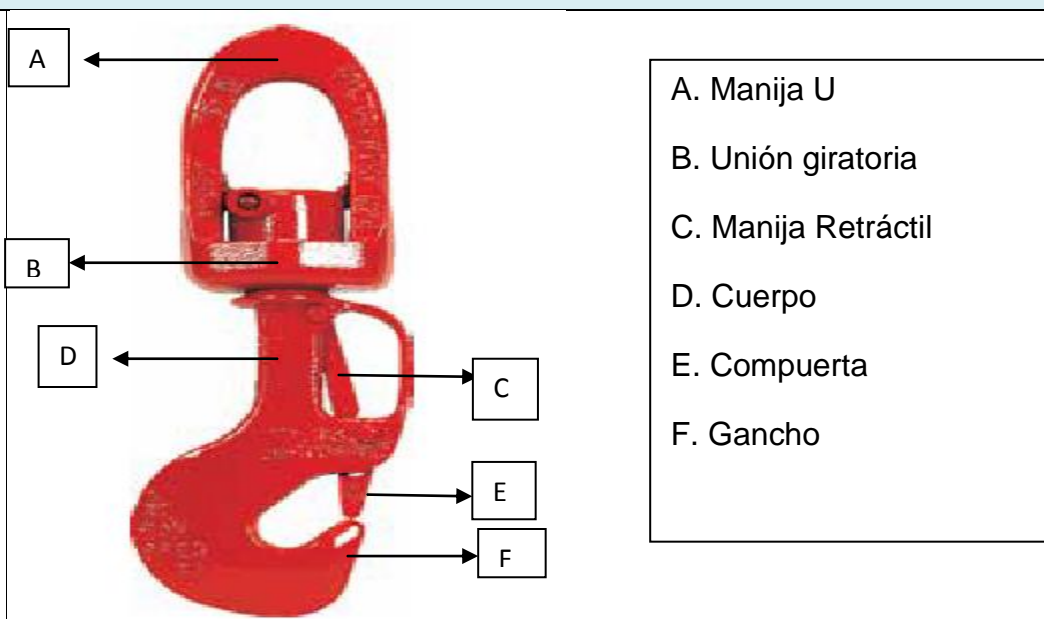 A
B
D
C
E
F
A. Manija U
B. Unión giratoria
C. Manija Retráctil
D. Cuerpo
E. Compuerta
F. Gancho